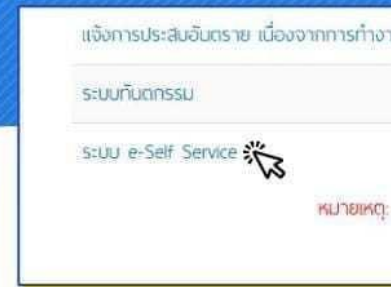 แจ้งการประสบอันตราย เนื่องจากการทำงา
ระบบทันตกรรม
ระบบ e-Self Service
หมายเหตุ: